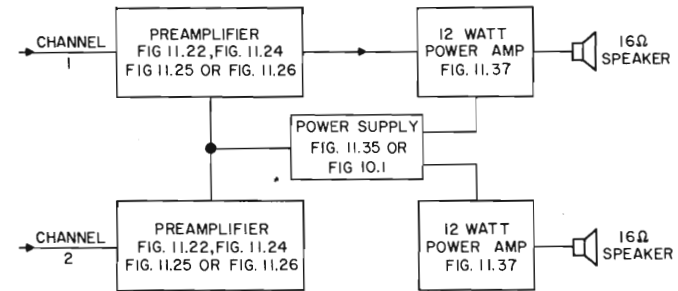 CHANNEL
1
PREAMPLIFIER
FIG 11.22, FIG. 11.24
FIG 11.25 OR FIG. 11.26
12 WATT
POWER AMP
FIG. 11.37
16Ω
SPEAKER
POWER SUPPLY
FIG. 11.35 OR
FIG 10.1
CHANNEL
2
PREAMPLIFIER
FIG. 11.22, FIG. 11.24
FIG. 11.25 OR FIG. 11.26
12 WATT
POWER AMP
FIG. 11.37
16Ω
SPEAKER